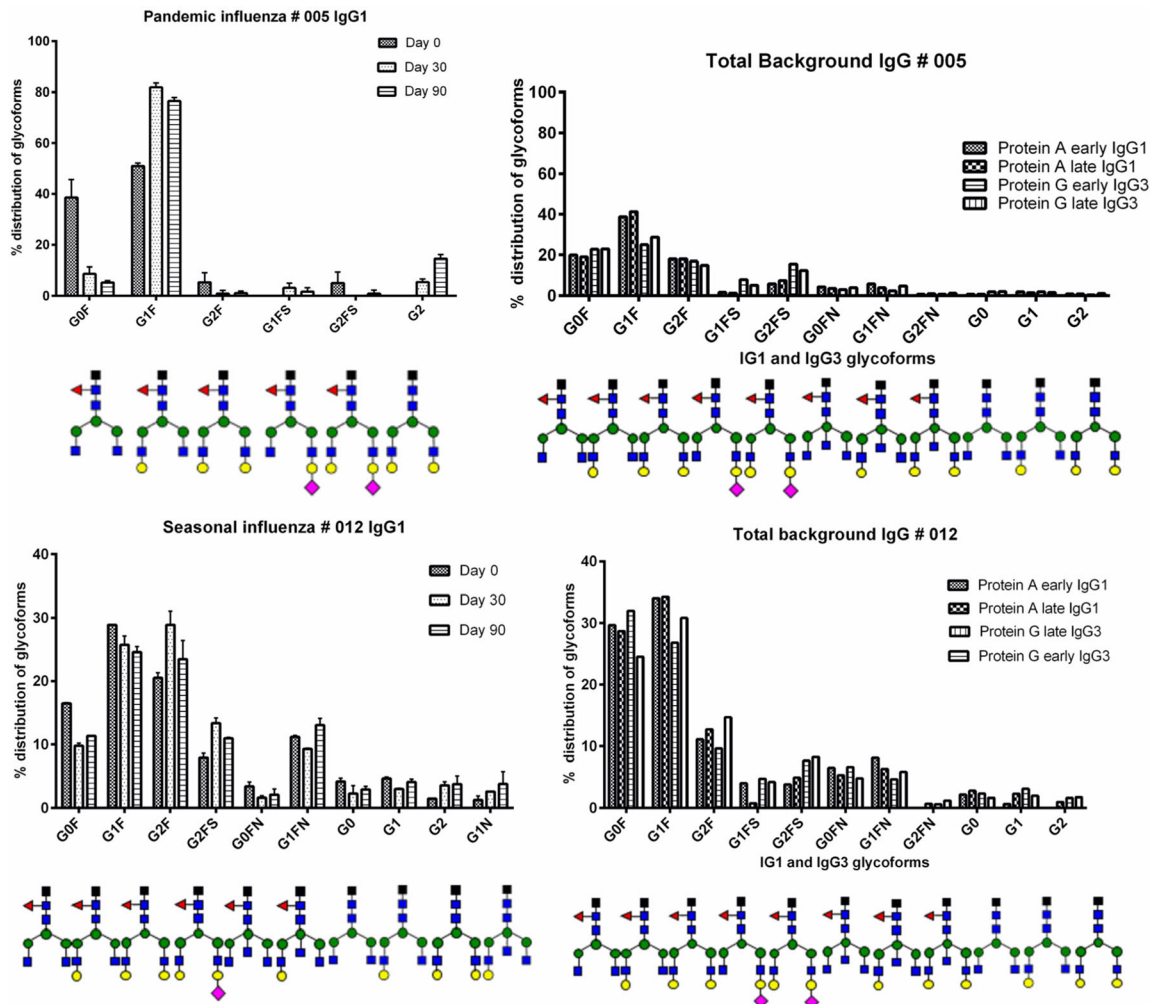 Pandemic influenza # 005 IgG1
% distribution of glycoforms
100
80
60
40
20
0
Day 0
Day 30
Day 90
G0F
G1F
G2F
G1FS
G2FS
G2
Total Background IgG # 005
% distribution of glycoforms
100
80
60
40
20
0
Protein A early IgG1
Protein A late IgG1
Protein G early IgG3
Protein G late IgG3
G0F
G1F
G2F
G1FS
G2FS
G0FN
G1FN
G2FN
G0
G1
G2
IG1 and IgG3 glycoforms
Seasonal influenza # 012 IgG1
% distribution of glycoforms
40
30
20
10
0
Day 0
Day 30
Day 90
G0F
G1F
G2F
G2FS
G0FN
G1FN
G0
G1
G2
G1N
Total background IgG # 012
% distribution of glycoforms
40
30
20
10
0
Protein A early IgG1
Protein A late IgG1
Protein G late IgG3
Protein G early IgG3
G0F
G1F
G2F
G1FS
G2FS
G0FN
G1FN
G2FN
G0
G1
G2
IG1 and IgG3 glycoforms